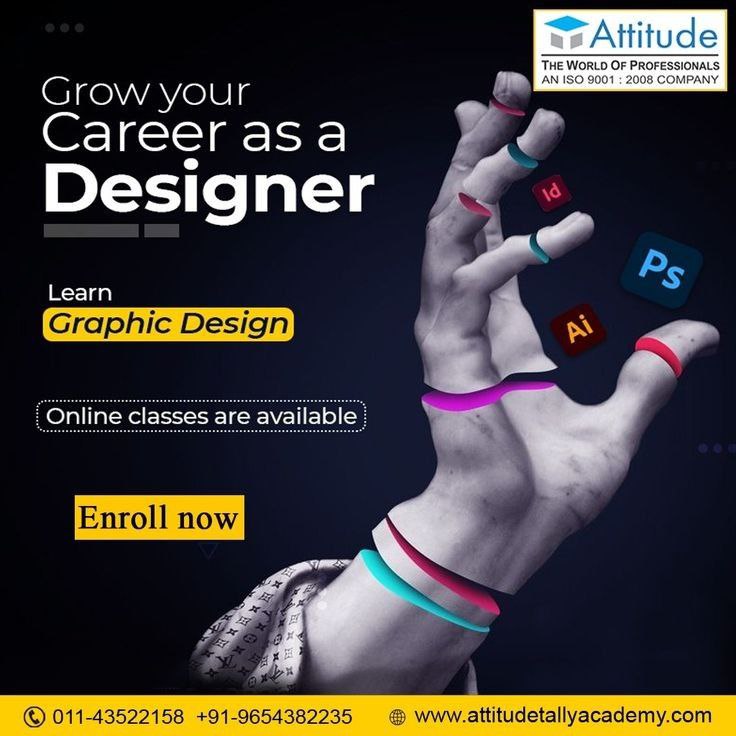 Attitude
THE WORLD OF PROFESSIONALS
AN ISO 9001 : 2008 COMPANY
Grow your
Career as a
Designer
Learn
Graphic Design
Online classes are available
Enroll now
Id
Ps
Ai
011-43522158 +91-9654382235
www.attitudetallyacademy.com